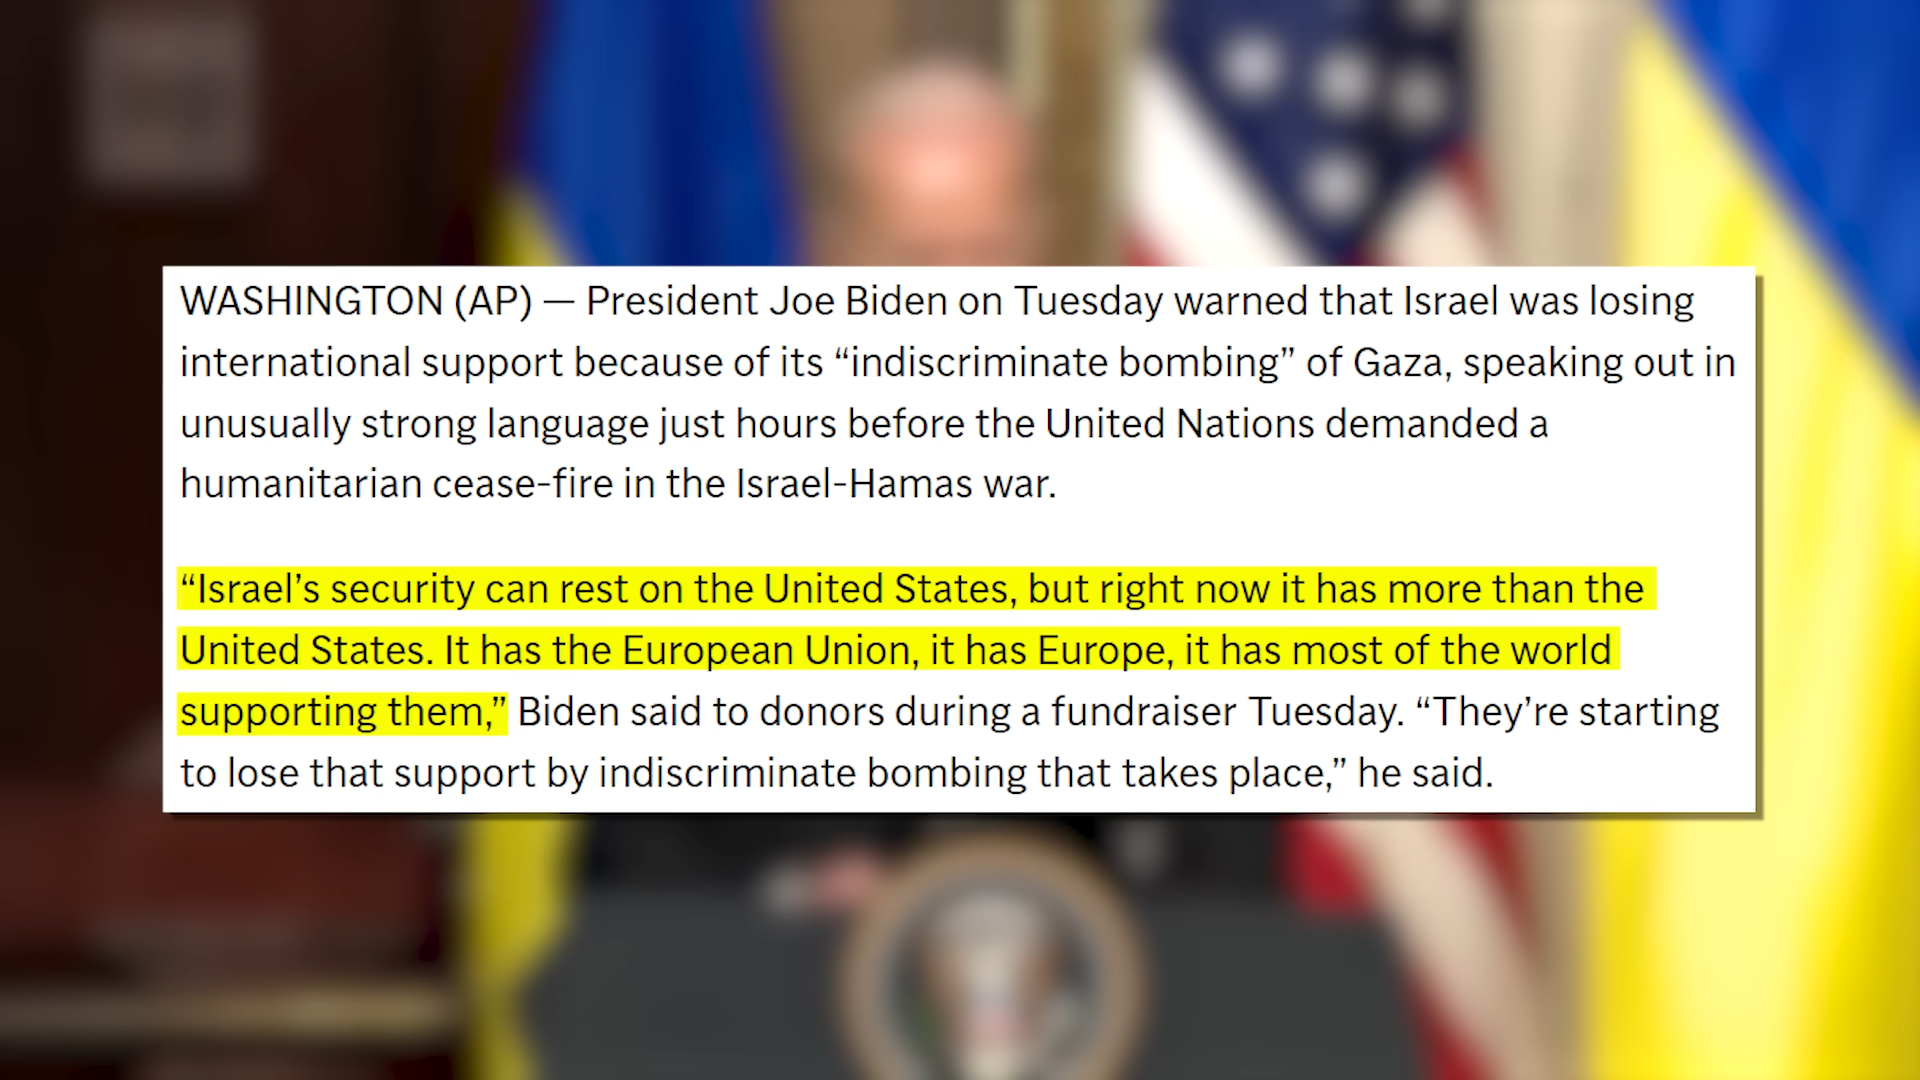 WASHINGTON (AP) — President Joe Biden on Tuesday warned that Israel was losing
international support because of its “indiscriminate bombing” of Gaza, speaking out in
unusually strong language just hours before the United Nations demanded a
humanitarian cease-fire in the Israel-Hamas war.
“Israel’s security can rest on the United States, but right now it has more than the
United States. It has the European Union, it has Europe, it has most of the world
supporting them,” Biden said to donors during a fundraiser Tuesday. “They’re starting
to lose that support by indiscriminate bombing that takes place,” he said.